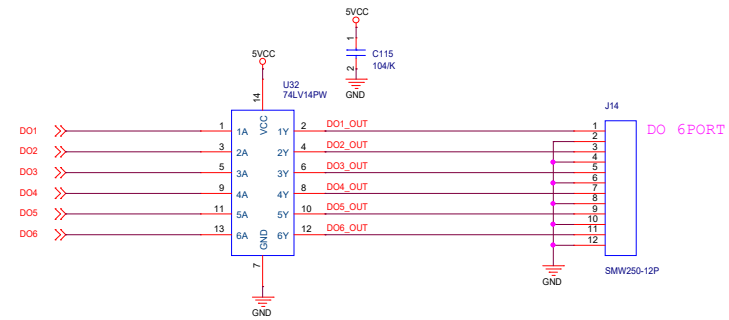 5VCC
1
C115
104/K
2
GND
5VCC
U32
74LV14PW
14
VCC
J14
DO 6PORT
DO1 1 1A 1Y 2 DO1_OUT 1
2
DO2 3 2A 2Y 4 DO2_OUT 3
4
DO3 5 3A 3Y 6 DO3_OUT 5
6
DO4 9 4A 4Y 8 DO4_OUT 7
8
DO5 11 5A 5Y 10 DO5_OUT 9
10
DO6 13 6A 6Y 12 DO6_OUT 11
12
GND
7
GND
GND
SMW250-12P